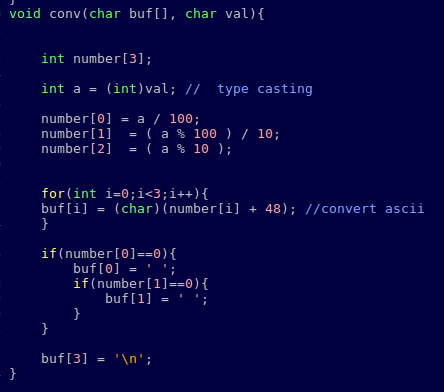 }
void conv(char buf[], char val){
int number[3];
int a = (int)val; //  type casting
number[0] = a / 100;
number[1]  = ( a % 100 ) / 10;
number[2]  = ( a % 10 );
for(int i=0;i<3;i++){
buf[i] = (char)(number[i] + 48); //convert ascii
}
if(number[0]==0){
buf[0] = ' ';
if(number[1]==0){
buf[1] = ' ';
}
}
buf[3] = '\n';
}